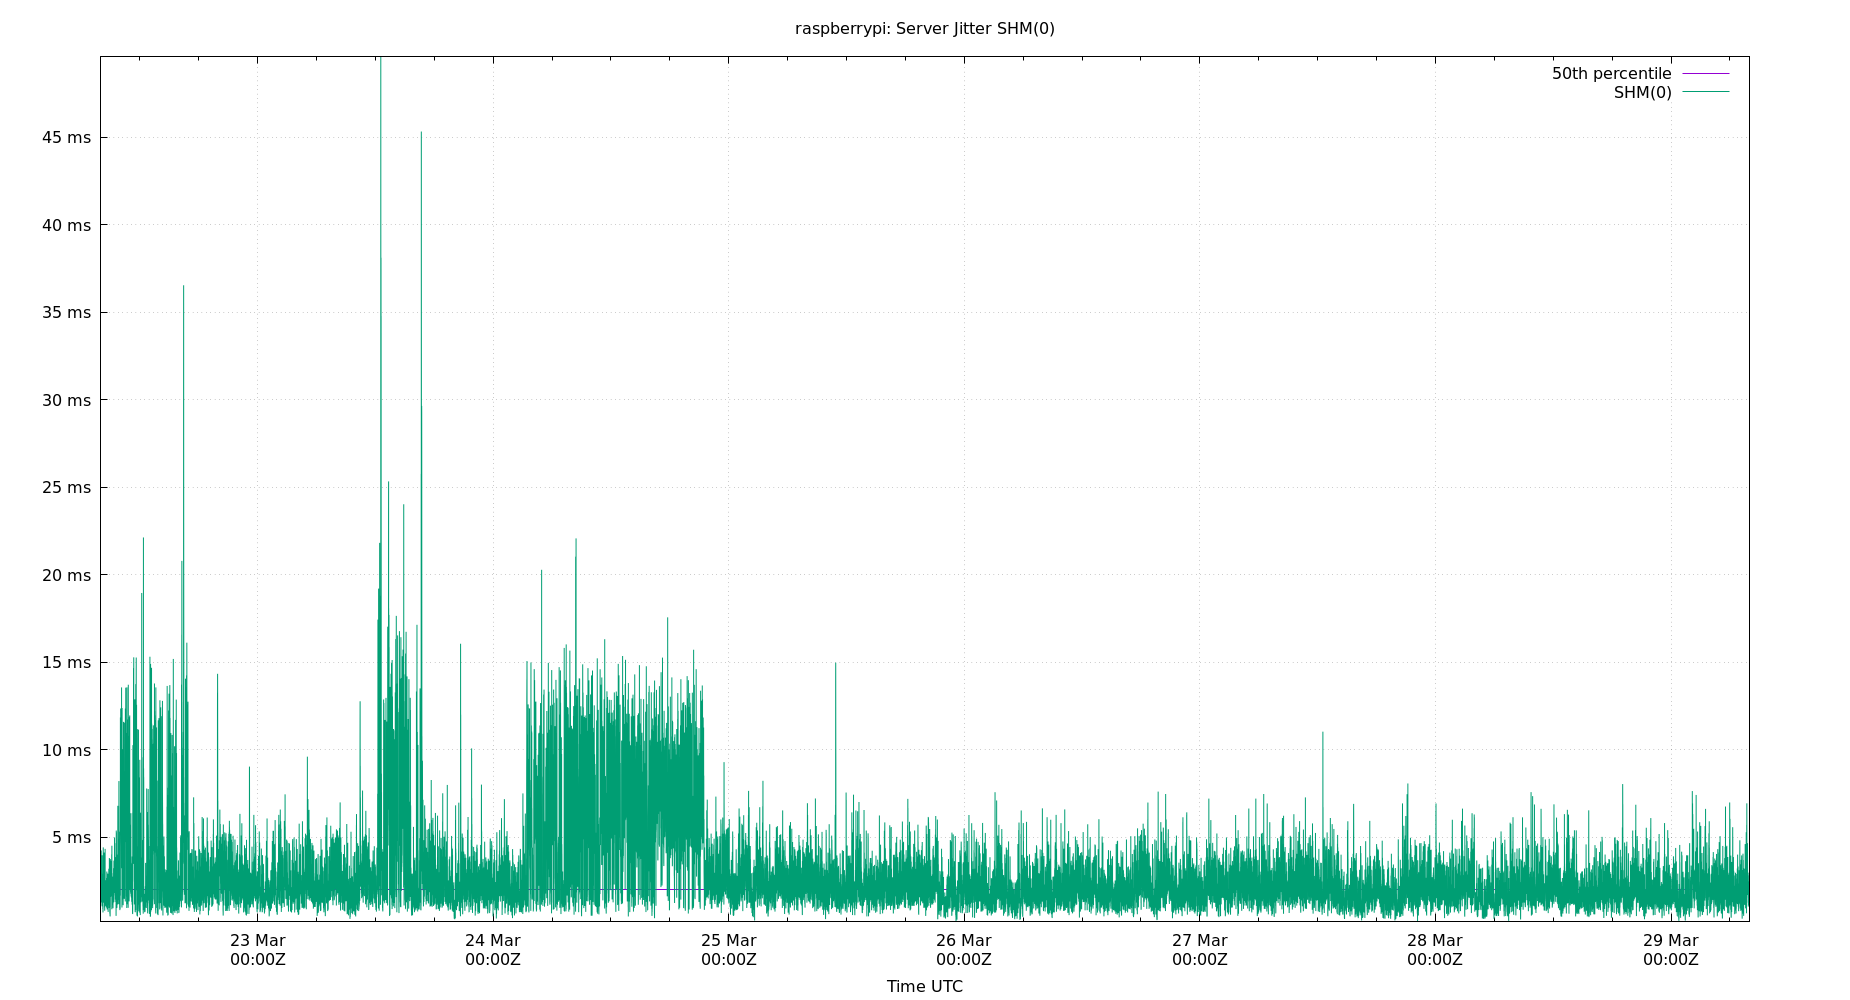 raspberrypi: Server Jitter SHM(0)
50th percentile
SHM(0)
45 ms
40 ms
35 ms
30 ms
25 ms
20 ms
15 ms
10 ms
5 ms
23 Mar 24 Mar 25 Mar 26 Mar 27 Mar 28 Mar 29 Mar
00:00Z 00:00Z 00:00Z 00:00Z 00:00Z 00:00Z 00:00Z
Time UTC